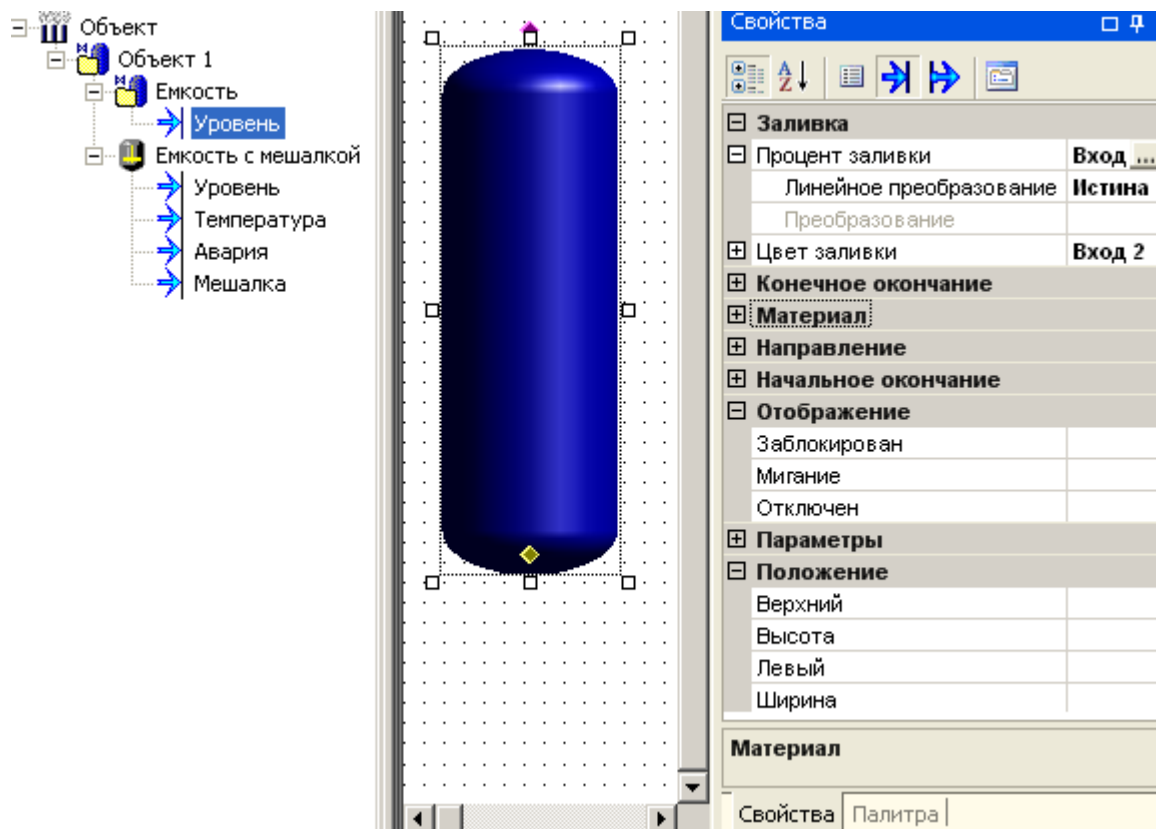 Объект
Объект 1
Емкость
Уровень
Емкость с мешалкой
Уровень
Температура
Авария
Мешалка
Свойства
Заливка
Процент заливки Вход ...
Линейное преобразование Истина
Преобразование
Цвет заливки Вход 2
Конечное окончание
Материал
Направление
Начальное окончание
Отображение
Заблокирован
Мигание
Отключен
Параметры
Положение
Верхний
Высота
Левый
Ширина
Материал
Свойства Палитра